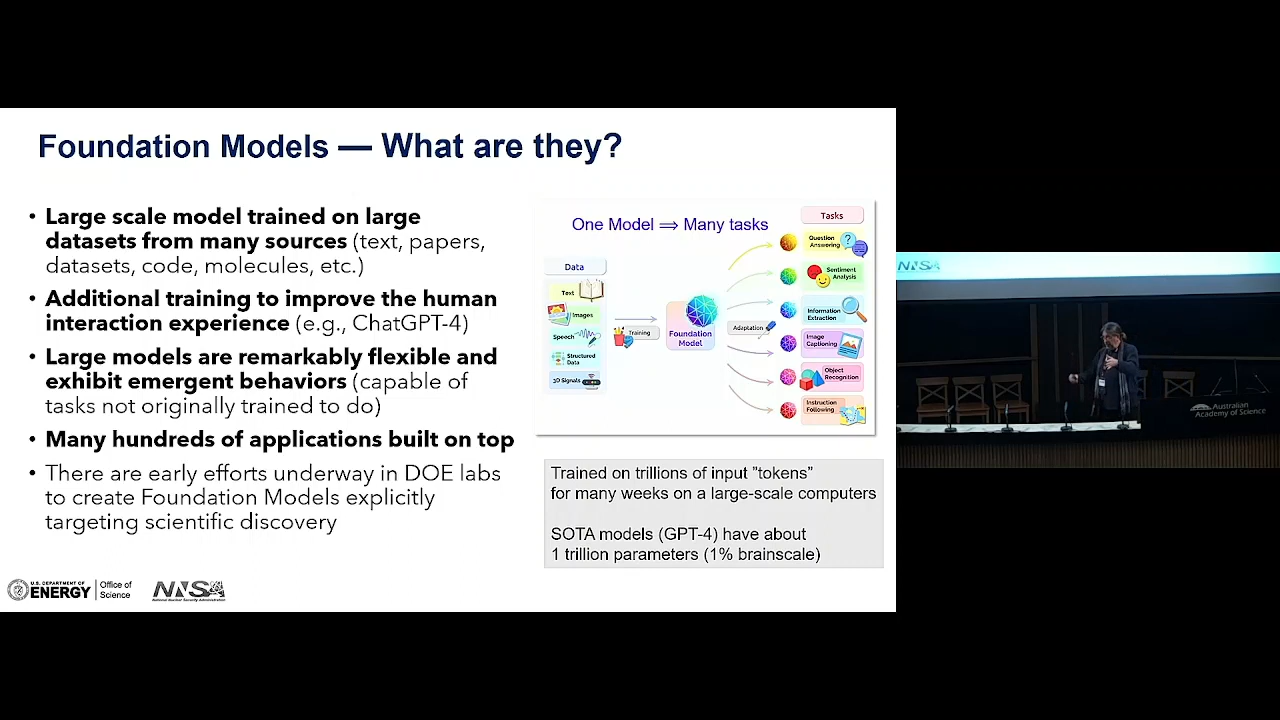 Foundation Models — What are they?
• Large scale model trained on large
datasets from many sources (text, papers,
datasets, code, molecules, etc.)
• Additional training to improve the human
interaction experience (e.g., ChatGPT-4)
• Large models are remarkably flexible and
exhibit emergent behaviors (capable of
tasks not originally trained to do)
• Many hundreds of applications built on top
• There are early efforts underway in DOE labs
to create Foundation Models explicitly
targeting scientific discovery
One Model ⟹ Many tasks
Data
Text
Images
Speech
Structured
Data
3D Signals
Training
Foundation
Model
Adaptation
Tasks
Question
Answering
Sentiment
Analysis
Information
Extraction
Image
Captioning
Object
Recognition
Instruction
Following
Trained on trillions of input ”tokens”
for many weeks on a large-scale computers
SOTA models (GPT-4) have about
1 trillion parameters (1% brainscale)
U.S. DEPARTMENT OF
ENERGY
Office of
Science
NNSA
National Nuclear Security Administration
NNSA
Australian
Academy of Science